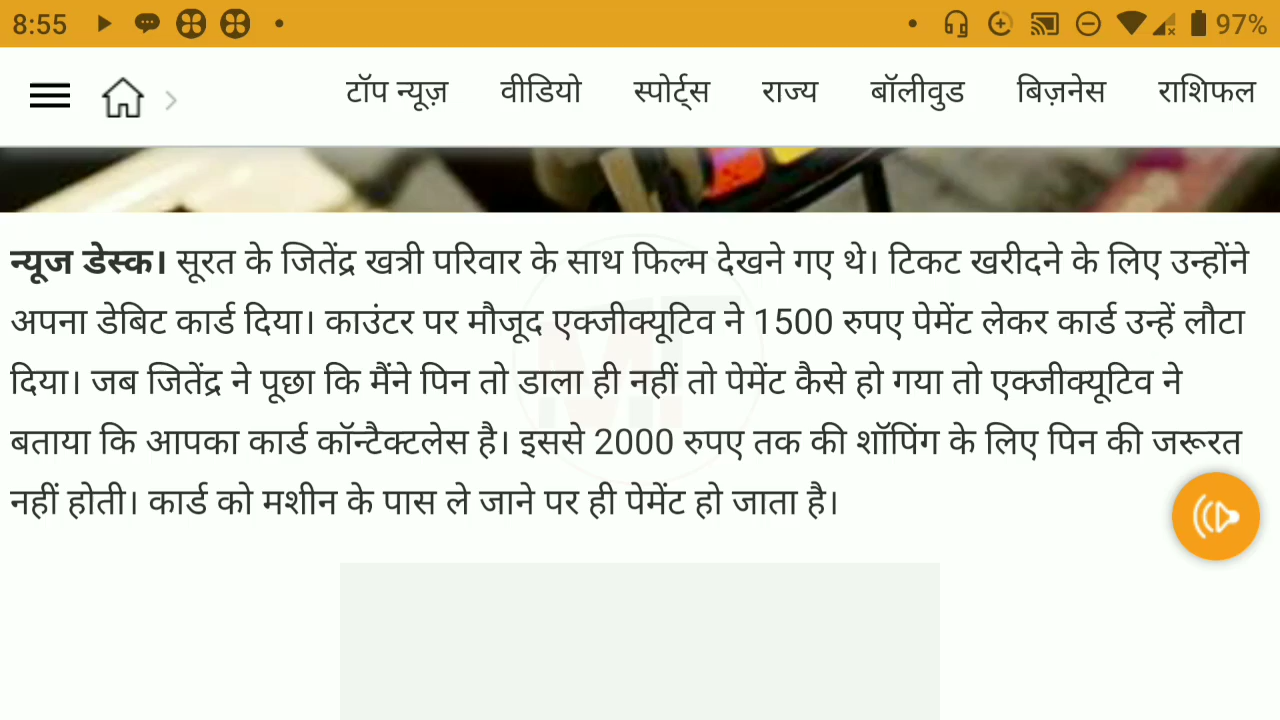 8:55
97%
टॉप न्यूज़ वीडियो स्पोर्ट्स राज्य बॉलीवुड बिज़नेस राशिफल
न्यूज डेस्क। सूरत के जितेंद्र खत्री परिवार के साथ फिल्म देखने गए थे। टिकट खरीदने के लिए उन्होंने
अपना डेबिट कार्ड दिया। काउंटर पर मौजूद एक्जीक्यूटिव ने 1500 रुपए पेमेंट लेकर कार्ड उन्हें लौटा
दिया। जब जितेंद्र ने पूछा कि मैंने पिन तो डाला ही नहीं तो पेमेंट कैसे हो गया तो एक्जीक्यूटिव ने
बताया कि आपका कार्ड कॉन्टैक्टलेस है। इससे 2000 रुपए तक की शॉपिंग के लिए पिन की जरूरत
नहीं होती। कार्ड को मशीन के पास ले जाने पर ही पेमेंट हो जाता है।